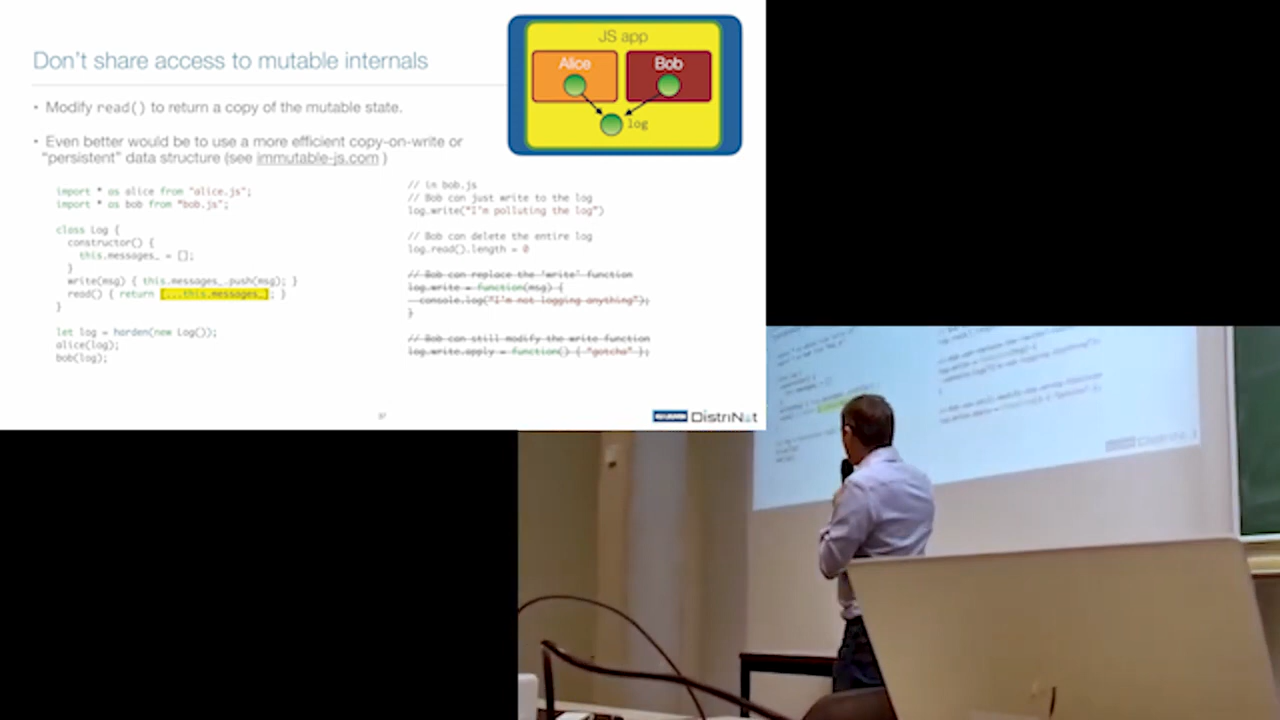 Don't share access to mutable internals
• Modify read() to return a copy of the mutable state.
• Even better would be to use a more efficient copy-on-write or
"persistent" data structure (see immutable-js.com )
JS app
Alice
Bob
log
import * as alice from "alice.js";
import * as bob from "bob.js";
class Log {
constructor() {
this.messages_ = [];
}
write(msg) { this.messages_.push(msg); }
read() { return [...this.messages_]; }
}
let log = harden(new Log());
alice(log);
bob(log);
// in bob.js
// Bob can just write to the log
log.write("I'm polluting the log")
// Bob can delete the entire log
log.read().length = 0
// Bob can replace the 'write' function
log.write = function(msg) {
console.log("I'm not logging anything");
}
// Bob can still modify the write function
log.write.apply = function() { "gotcha" };
37
DistriNet